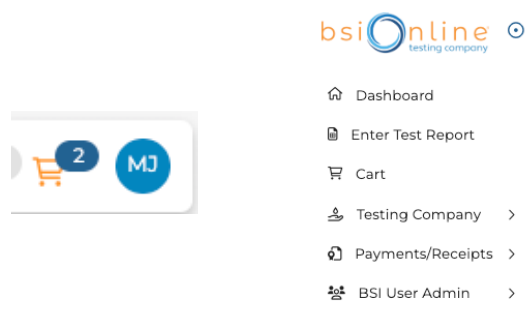 bsiOnline
testing company
Dashboard
Enter Test Report
2
MJ
Cart
Testing Company
Payments/Receipts
BSI User Admin